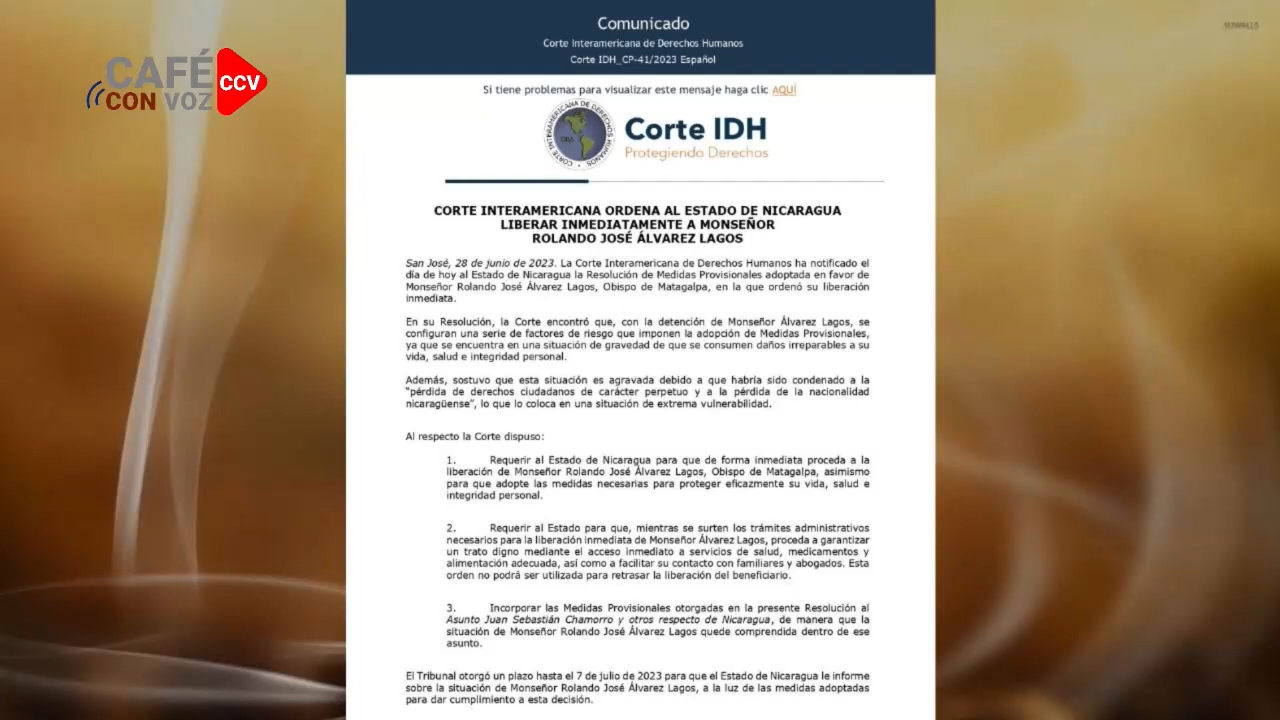 Comunicado
Corte Interamericana de Derechos Humanos
Corte IDH_CP-41/2023 Español
CAFÉ
CON VOZ
CCV
Si tiene problemas para visualizar este mensaje haga clic AQUÍ
CORTE INTERAMERICANA DE DERECHOS HUMANOS
Corte IDH
Protegiendo Derechos
CORTE INTERAMERICANA ORDENA AL ESTADO DE NICARAGUA
LIBERAR INMEDIATAMENTE A MONSEÑOR
ROLANDO JOSÉ ÁLVAREZ LAGOS
San José, 28 de junio de 2023. La Corte Interamericana de Derechos Humanos ha notificado el
día de hoy al Estado de Nicaragua la Resolución de Medidas Provisionales adoptada en favor de
Monseñor Rolando José Álvarez Lagos, Obispo de Matagalpa, en la que ordenó su liberación
inmediata.
En su Resolución, la Corte encontró que, con la detención de Monseñor Álvarez Lagos, se
configuran una serie de factores de riesgo que imponen la adopción de Medidas Provisionales,
ya que se encuentra en una situación de gravedad de que se consumen daños irreparables a su
vida, salud e integridad personal.
Además, sostuvo que esta situación es agravada debido a que habría sido condenado a la
“pérdida de derechos ciudadanos de carácter perpetuo y a la pérdida de la nacionalidad
nicaragüense”, lo que lo coloca en una situación de extrema vulnerabilidad.
Al respecto la Corte dispuso:
1. Requerir al Estado de Nicaragua para que de forma inmediata proceda a la
liberación de Monseñor Rolando José Álvarez Lagos, Obispo de Matagalpa, asimismo
para que adopte las medidas necesarias para proteger eficazmente su vida, salud e
integridad personal.
2. Requerir al Estado para que, mientras se surten los trámites administrativos
necesarios para la liberación inmediata de Monseñor Álvarez Lagos, proceda a garantizar
un trato digno mediante el acceso inmediato a servicios de salud, medicamentos y
alimentación adecuada, así como a facilitar su contacto con familiares y abogados. Esta
orden no podrá ser utilizada para retrasar la liberación del beneficiario.
3. Incorporar las Medidas Provisionales otorgadas en la presente Resolución al
Asunto Juan Sebastián Chamorro y otros respecto de Nicaragua, de manera que la
situación de Monseñor Rolando José Álvarez Lagos quede comprendida dentro de ese
asunto.
El Tribunal otorgó un plazo hasta el 7 de julio de 2023 para que el Estado de Nicaragua le informe
sobre la situación de Monseñor Rolando José Álvarez Lagos, a la luz de las medidas adoptadas
para dar cumplimiento a esta decisión.